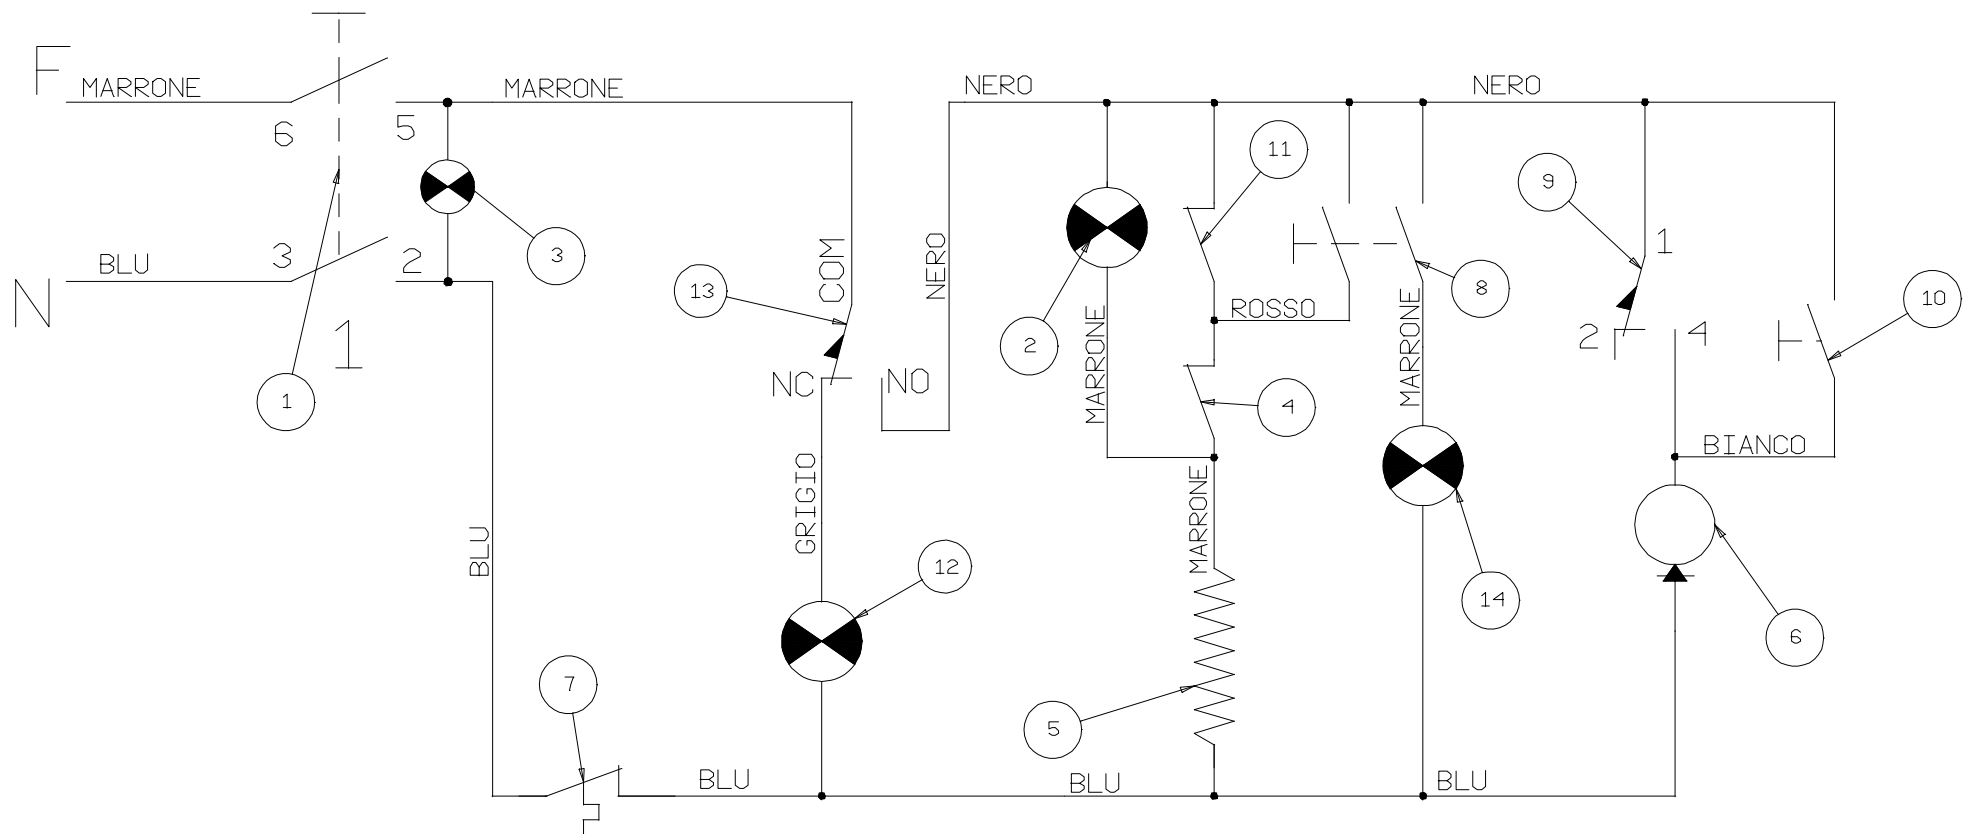 F
MARRONE
6
5
MARRONE
NERO
NERO
11
9
3
BLU
3
2
N
1
1
13
COM
NERO
2
MARRONE
ROSSO
8
MARRONE
1
2
4
10
NC
NO
4
BIANCO
GRIGIO
MARRONE
BLU
12
14
6
7
5
BLU
BLU
BLU